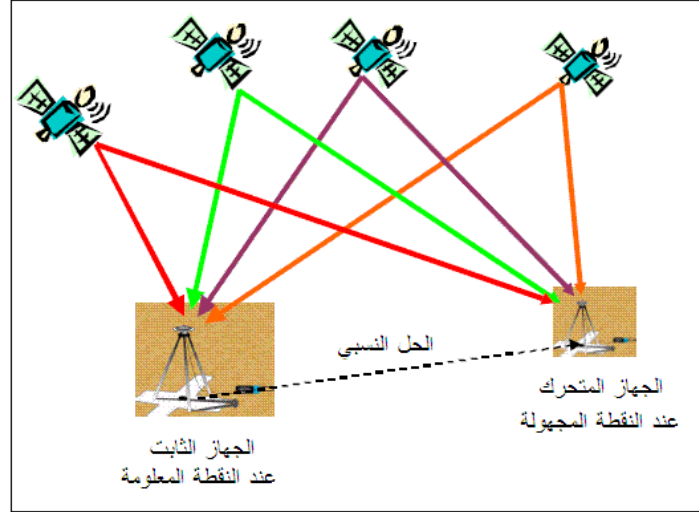 الحل النسبي
الجهاز المتحرك
عند النقطة المجهولة
الجهاز الثابت
عند النقطة المعلومة